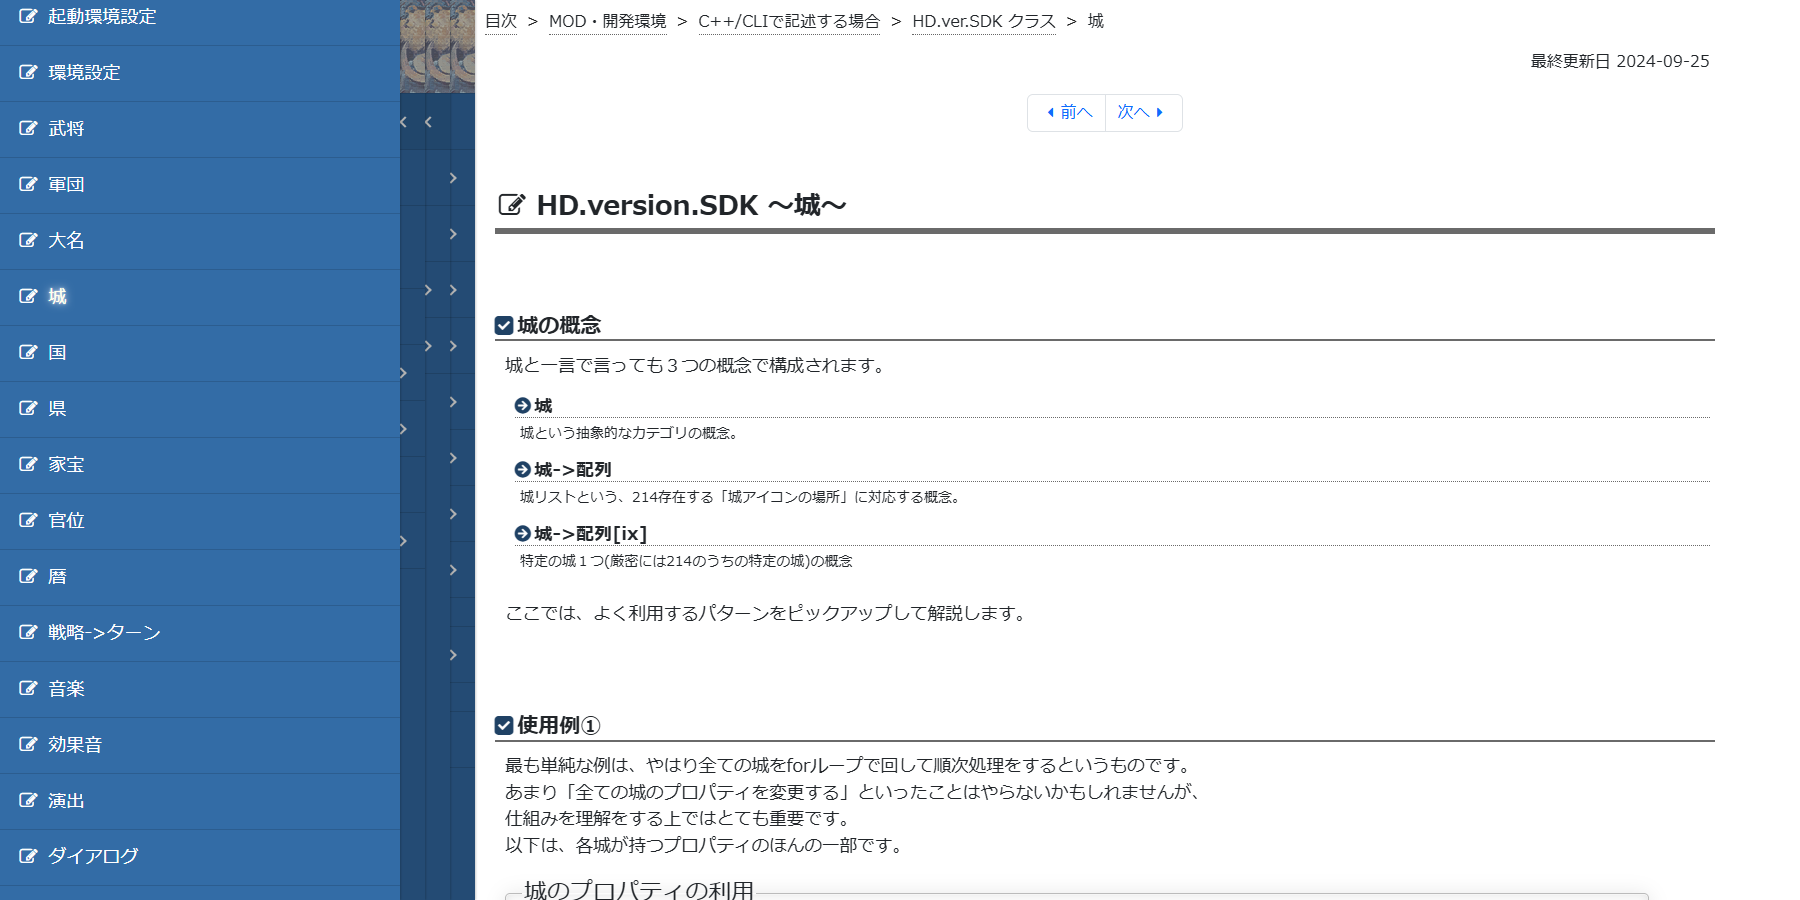 起動環境設定
環境設定
武将
軍団
大名
城
国
県
家宝
官位
暦
戦略->ターン
音楽
効果音
演出
ダイアログ
目次 > MOD・開発環境 > C++/CLIで記述する場合 > HD.ver.SDK クラス > 城
最終更新日 2024-09-25
前へ 次へ
HD.version.SDK ～城～
城の概念
城と一言で言っても３つの概念で構成されます。
城
城という抽象的なカテゴリの概念。
城->配列
城リストという、214存在する「城アイコンの場所」に対応する概念。
城->配列[ix]
特定の城１つ(厳密には214のうちの特定の城)の概念
ここでは、よく利用するパターンをピックアップして解説します。
使用例①
最も単純な例は、やはり全ての城をforループで回して順次処理をするというものです。
あまり「全ての城のプロパティを変更する」といったことはやらないかもしれませんが、
仕組みを理解をする上ではとても重要です。
以下は、各城が持つプロパティのほんの一部です。
城のプロパティの利用